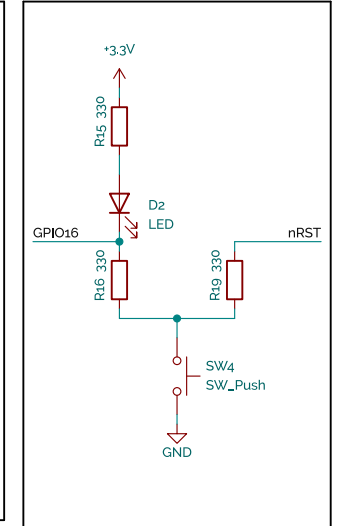 +3.3V
R15 330
D2
LED
GPIO16
nRST
R16 330
R19 330
SW4
SW_Push
GND